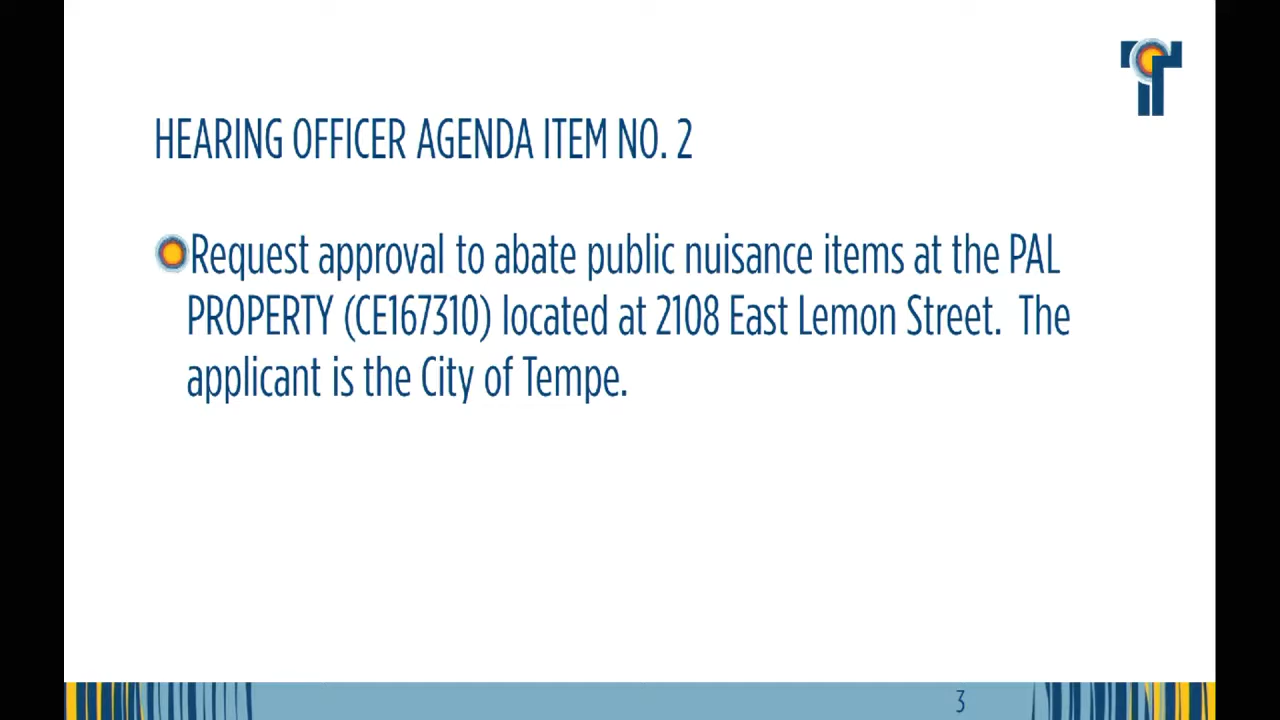 HEARING OFFICER AGENDA ITEM NO. 2
Request approval to abate public nuisance items at the PAL
PROPERTY (CE167310) located at 2108 East Lemon Street.  The
applicant is the City of Tempe.
3